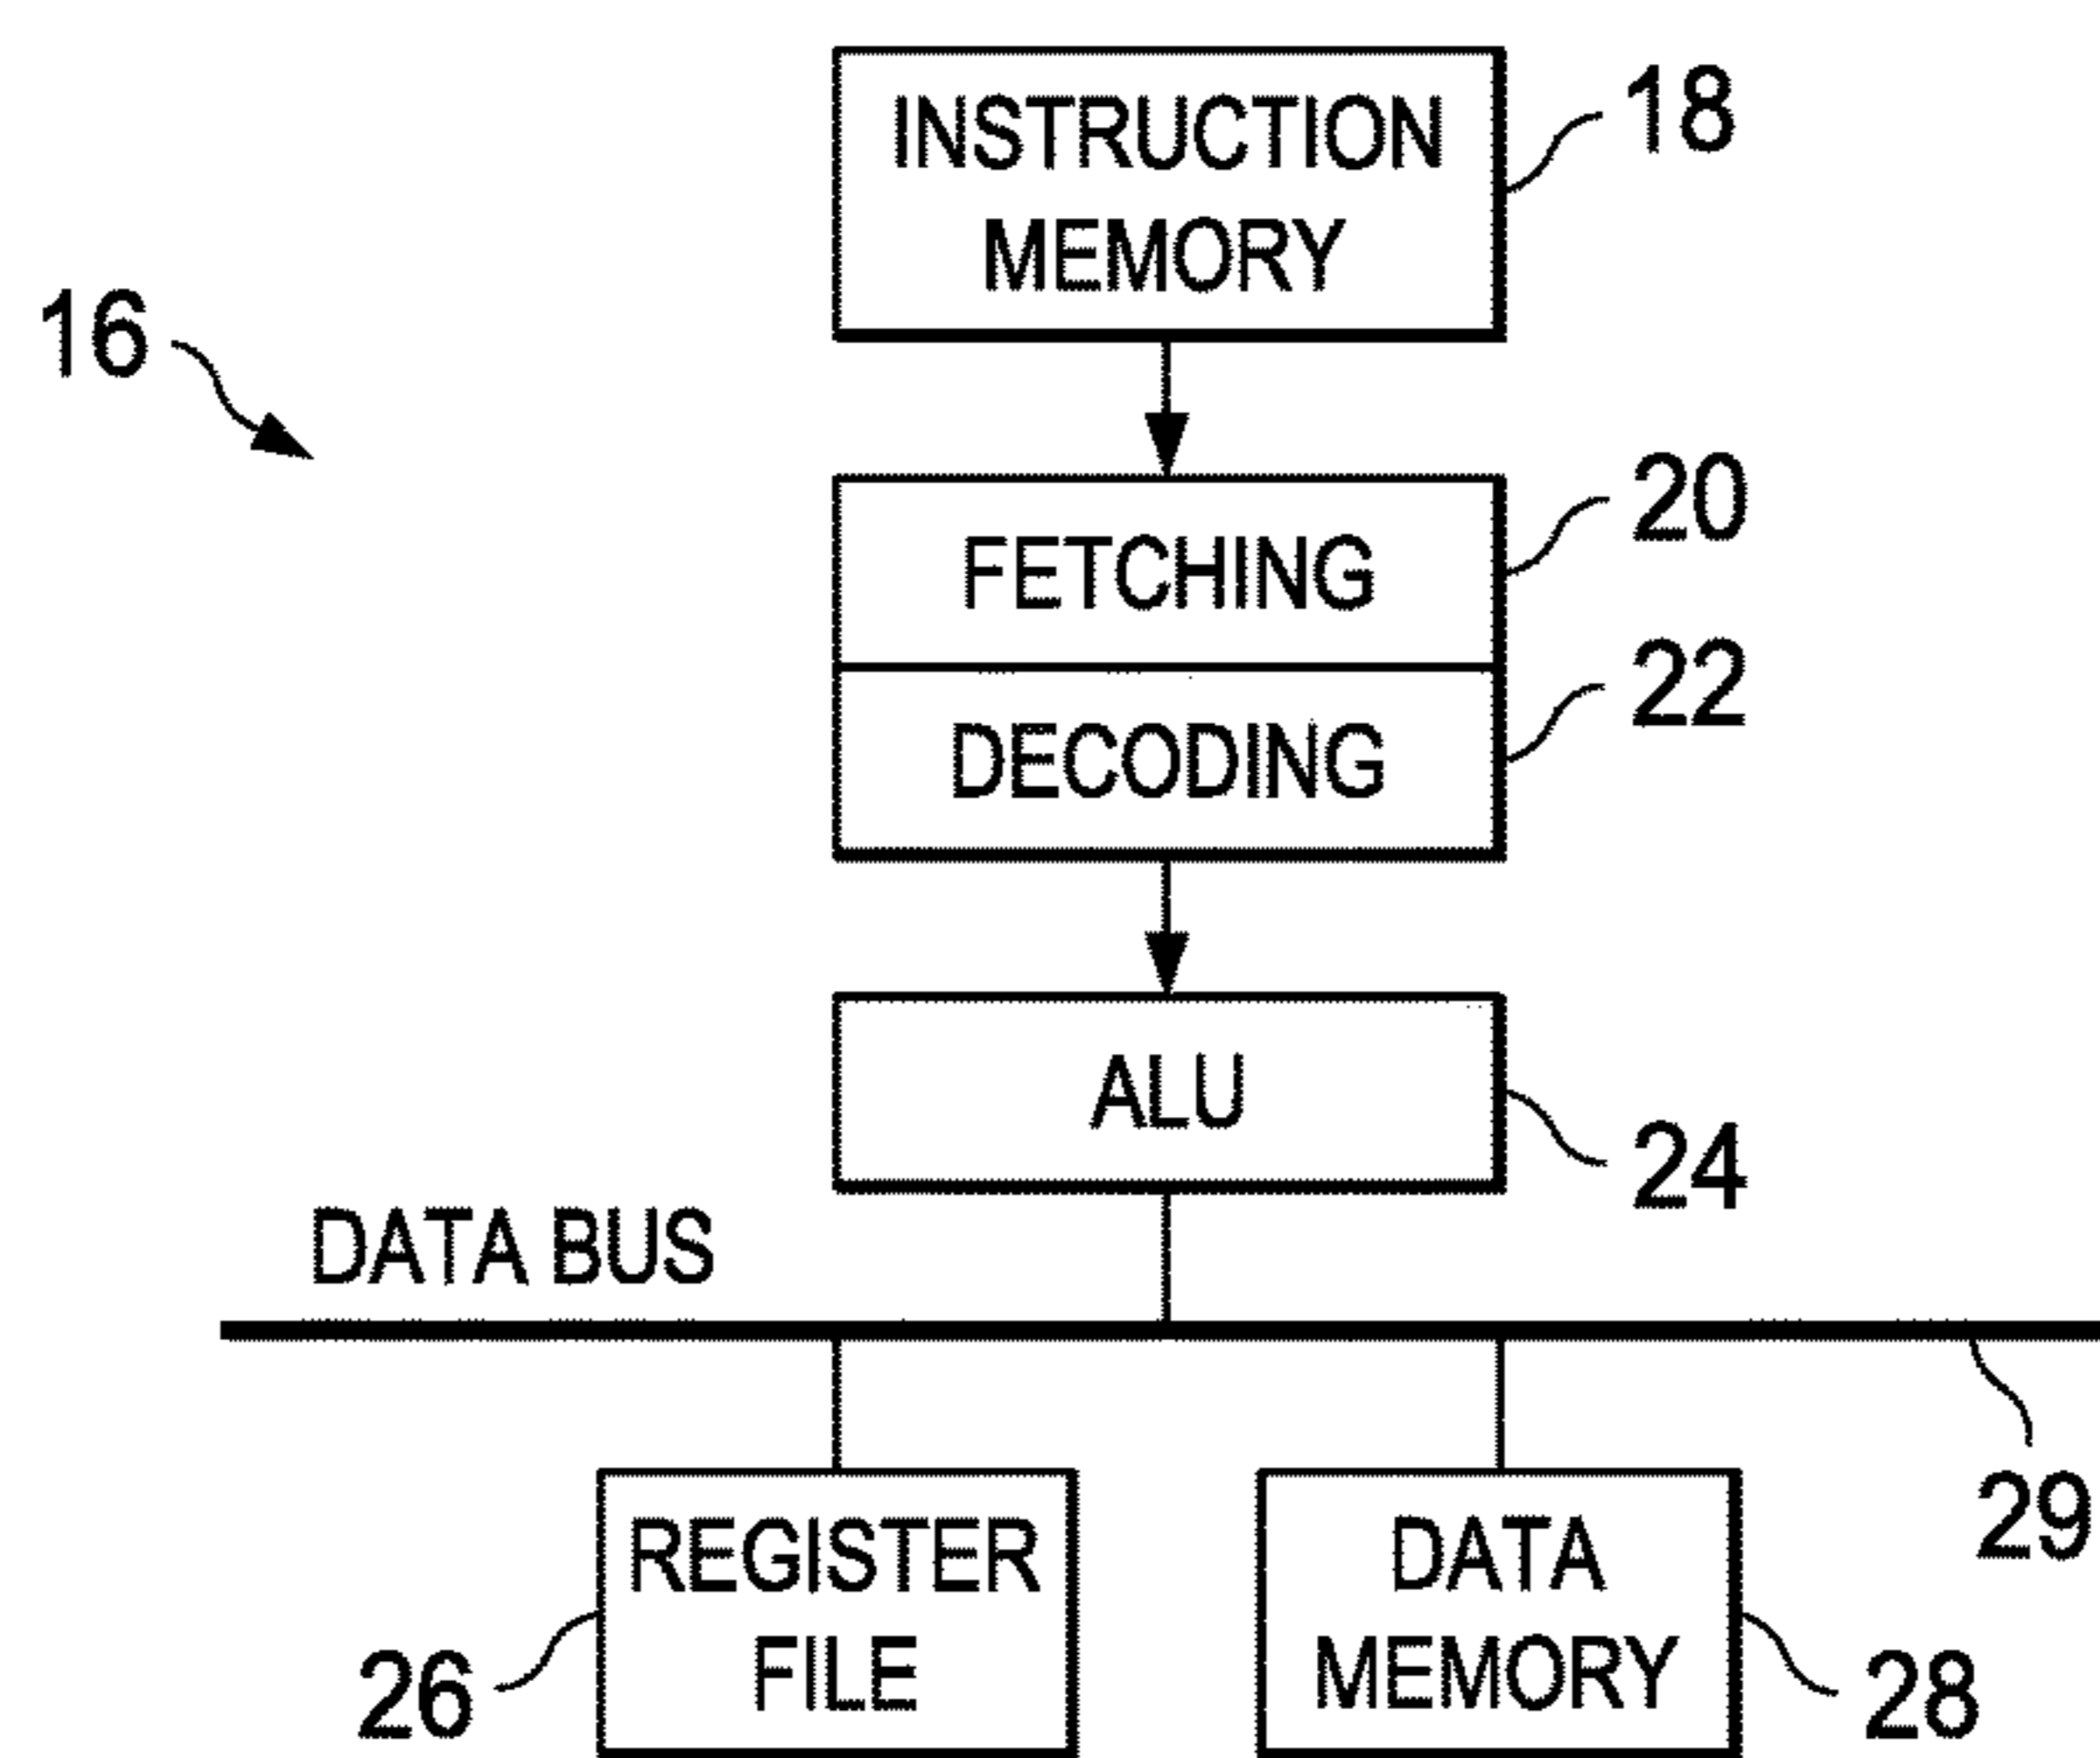 INSTRUCTION
MEMORY
18
16
FETCHING
20
DECODING
22
ALU
24
DATA BUS
29
REGISTER
FILE
26
DATA
MEMORY
28